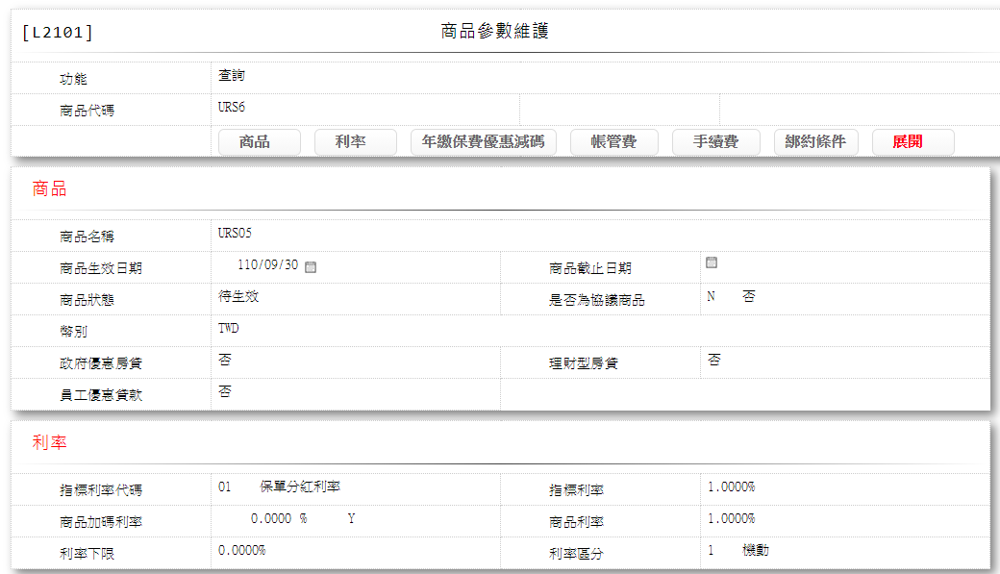 [L2101] 商品參數維護
功能 查詢
商品代碼 URS6
商品 利率 年繳保費優惠減碼 帳管費 手續費 綁約條件 展開
商品
商品名稱 URS05
商品生效日期 110/09/30 商品截止日期
商品狀態 待生效 是否為協議商品 N 否
幣別 TWD
政府優惠房貸 否 理財型房貸 否
員工優惠貸款 否
利率
指標利率代碼 01 保單分紅利率 指標利率 1.0000%
商品加碼利率 0.0000 % Y 商品利率 1.0000%
利率下限 0.0000% 利率區分 1 機動